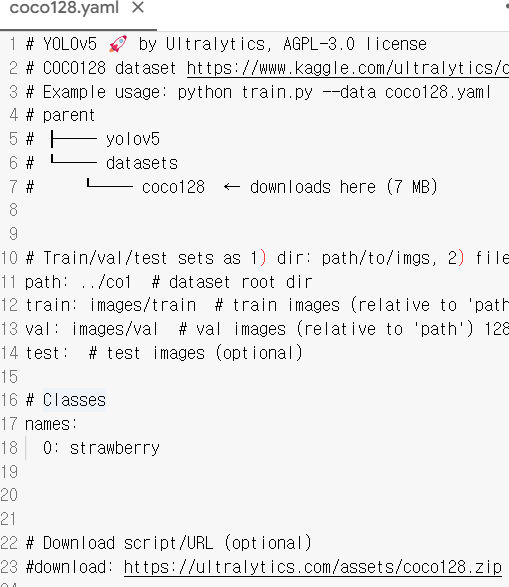 coco128.yaml ×
1 # YOLOv5 🚀 by Ultralytics, AGPL-3.0 license
2 # COCO128 dataset https://www.kaggle.com/ultralytics/c
3 # Example usage: python train.py --data coco128.yaml
4 # parent
5 # ├── yolov5
6 # └── datasets
7 #     └── coco128  ← downloads here (7 MB)
8
9
10 # Train/val/test sets as 1) dir: path/to/imgs, 2) file
11 path: ../co1  # dataset root dir
12 train: images/train  # train images (relative to 'path
13 val: images/val  # val images (relative to 'path') 128
14 test:  # test images (optional)
15
16 # Classes
17 names:
18   0: strawberry
19
20
21
22 # Download script/URL (optional)
23 #download: https://ultralytics.com/assets/coco128.zip